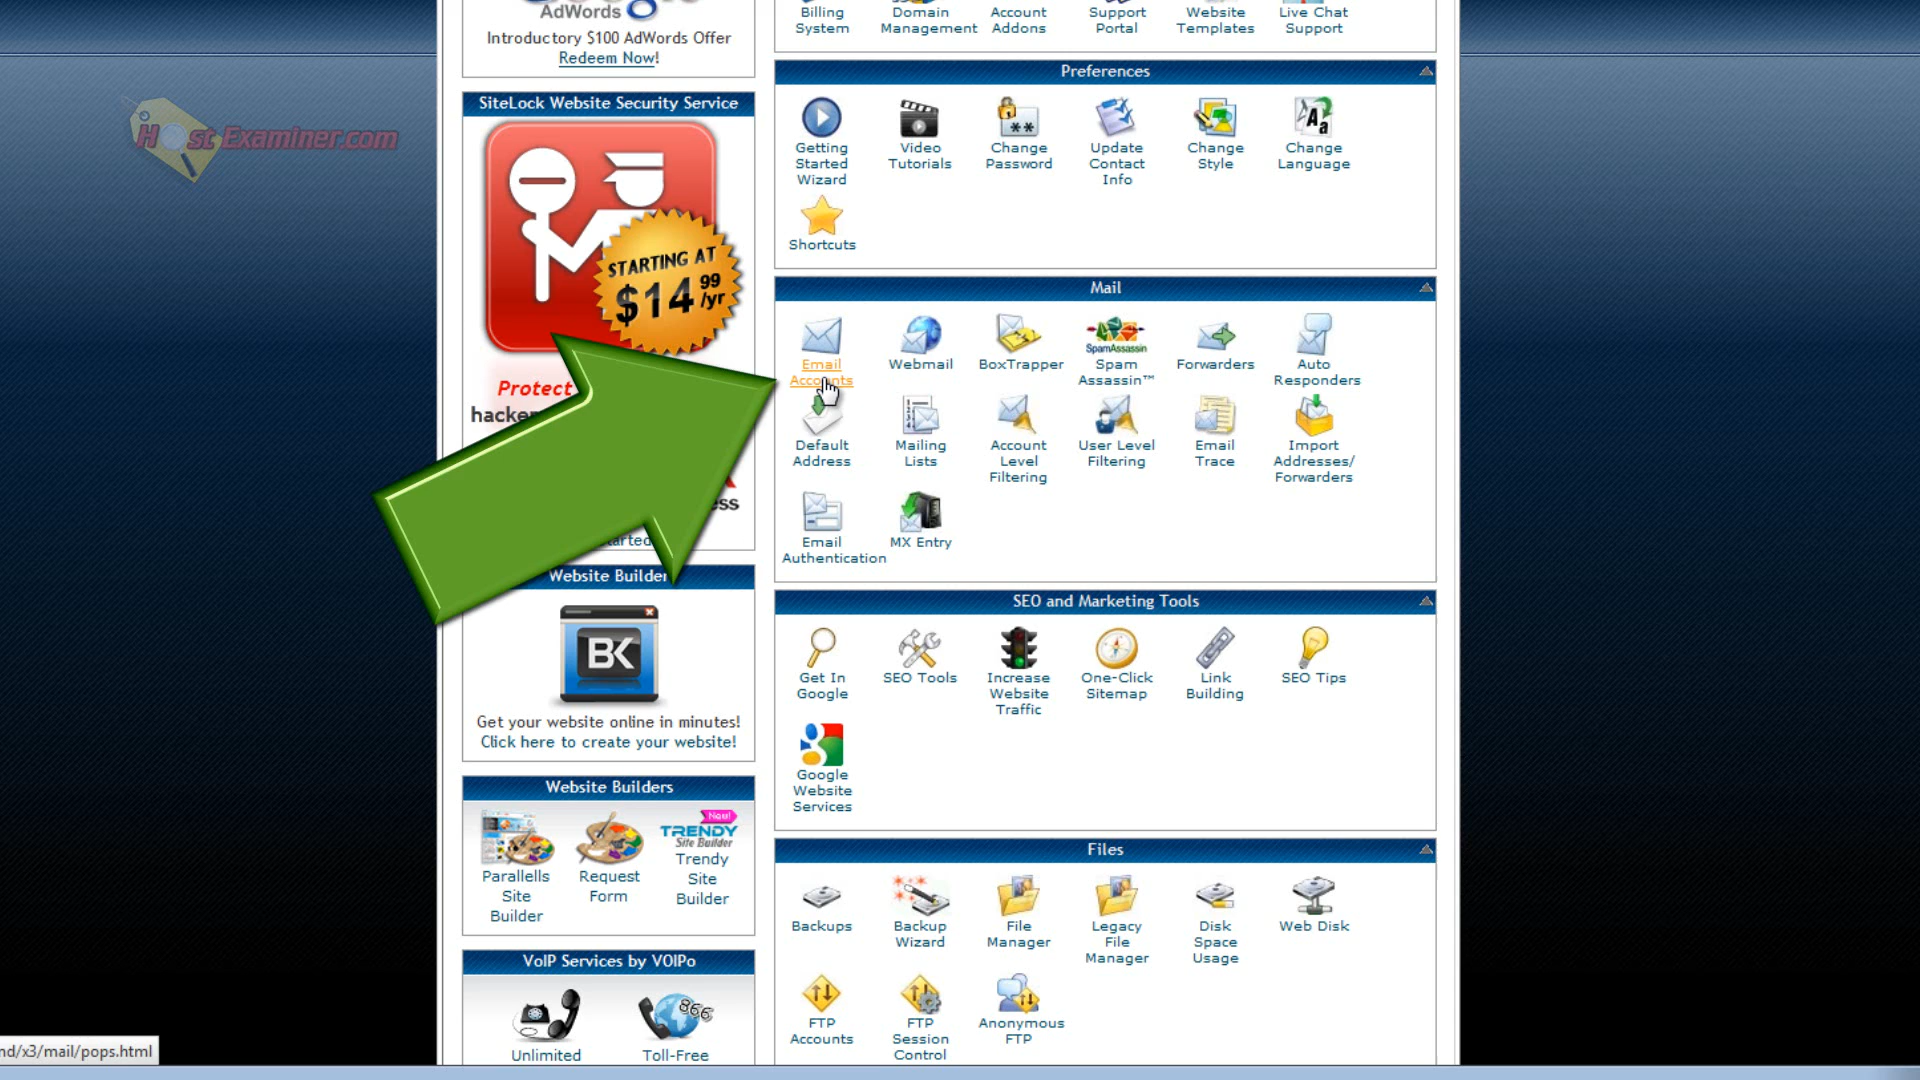 AdWords
Introductory $100 AdWords Offer
Redeem Now!
Billing
System
Domain
Management
Account
Addons
Support
Portal
Website
Templates
Live Chat
Support
HostExaminer.com
SiteLock Website Security Service
STARTING AT
$14 99 /yr
Protect
Preferences
Getting
Started
Wizard
Video
Tutorials
**
Change
Password
Update
Contact
Info
Change
Style
Aa
Change
Language
Shortcuts
Mail
Email
Accounts
Webmail
BoxTrapper
SpamAssassin
Spam
Assassin™
Forwarders
Auto
Responders
Default
Address
Mailing
Lists
Account
Level
Filtering
User Level
Filtering
Email
Trace
Import
Addresses/
Forwarders
Email
Authentication
MX Entry
Website Builder
BK
Get your website online in minutes!
Click here to create your website!
SEO and Marketing Tools
Get In
Google
SEO Tools
Increase
Website
Traffic
One-Click
Sitemap
Link
Building
SEO Tips
Google
Website
Services
Website Builders
Parallells
Site
Builder
Request
Form
New!
TRENDY
Site Builder
Trendy
Site
Builder
Files
Backups
Backup
Wizard
File
Manager
Legacy
File
Manager
Disk
Space
Usage
Web Disk
FTP
Accounts
FTP
Session
Control
Anonymous
FTP
VoIP Services by VOIPo
Unlimited
866
Toll-Free
nd/x3/mail/pops.html